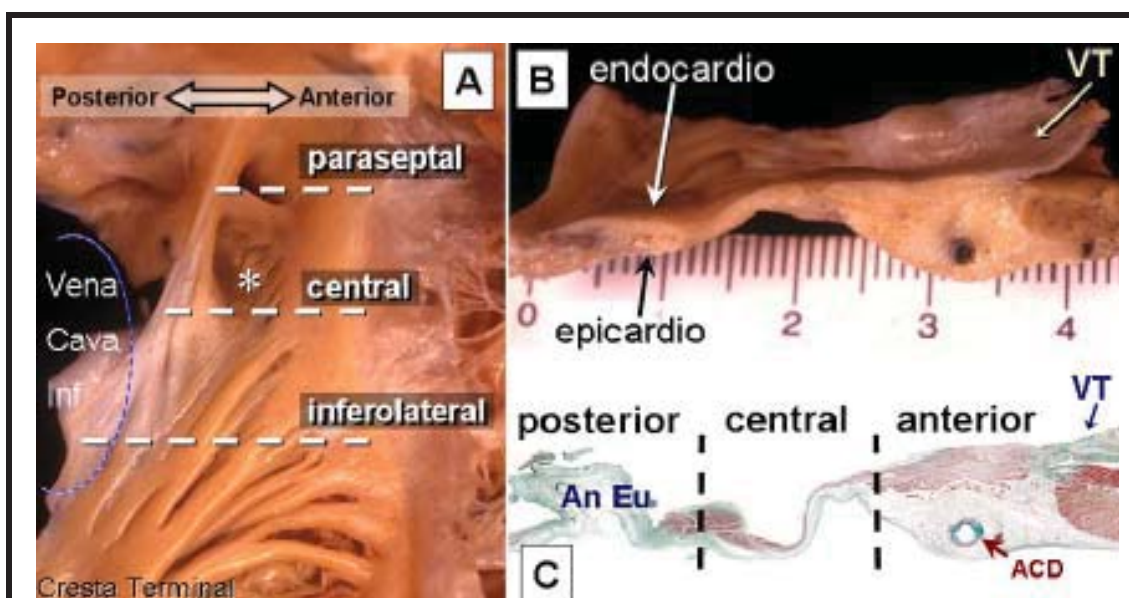 A
Posterior Anterior
paraseptal
*
central
Vena
Cava
Inf
inferolateral
Cresta Terminal
B
endocardio
VT
epicardio
0 1 2 3 4
posterior central anterior
VT
An Eu
ACD
C